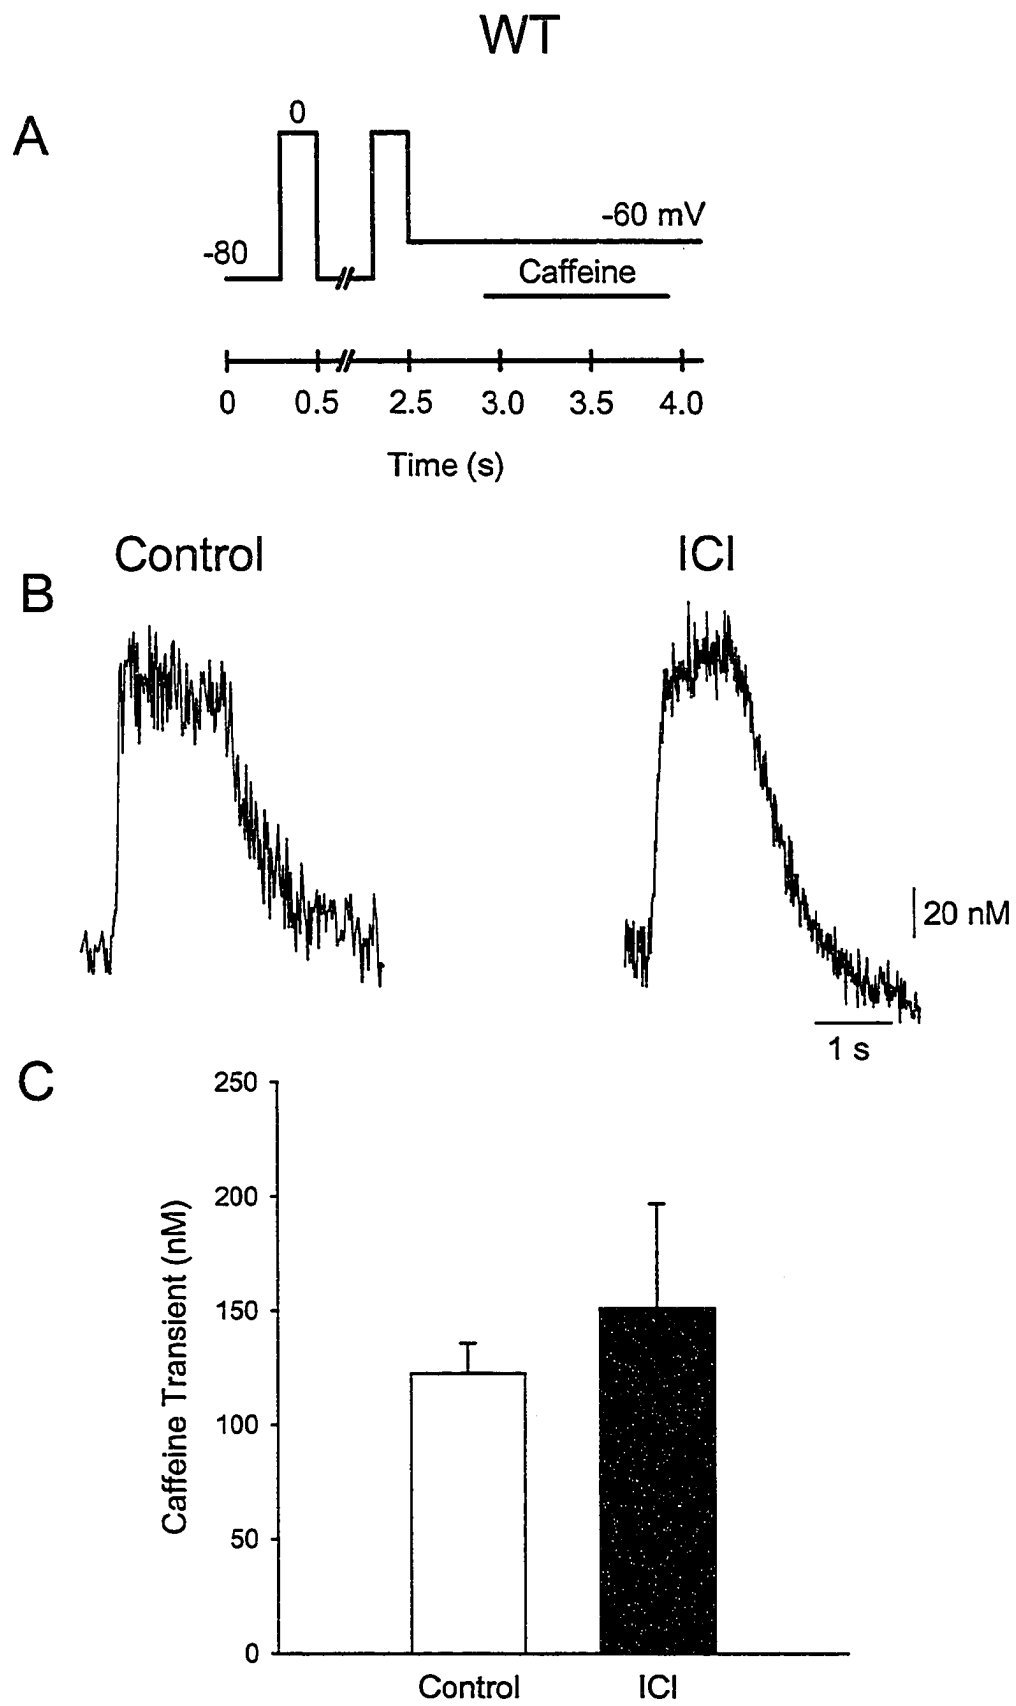 WT
A
0
-60 mV
-80
Caffeine
0 0.5 2.5 3.0 3.5 4.0
Time (s)
Control ICI
B
20 nM
1 s
C
250
200
150
100
50
0
Caffeine Transient (nM)
Control ICI